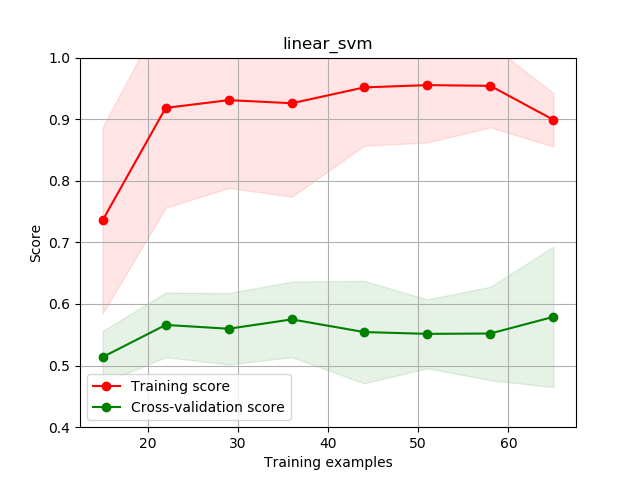 linear_svm
1.0
0.9
0.8
0.7
0.6
0.5
0.4
Score
Training score
Cross-validation score
20 30 40 50 60
Training examples